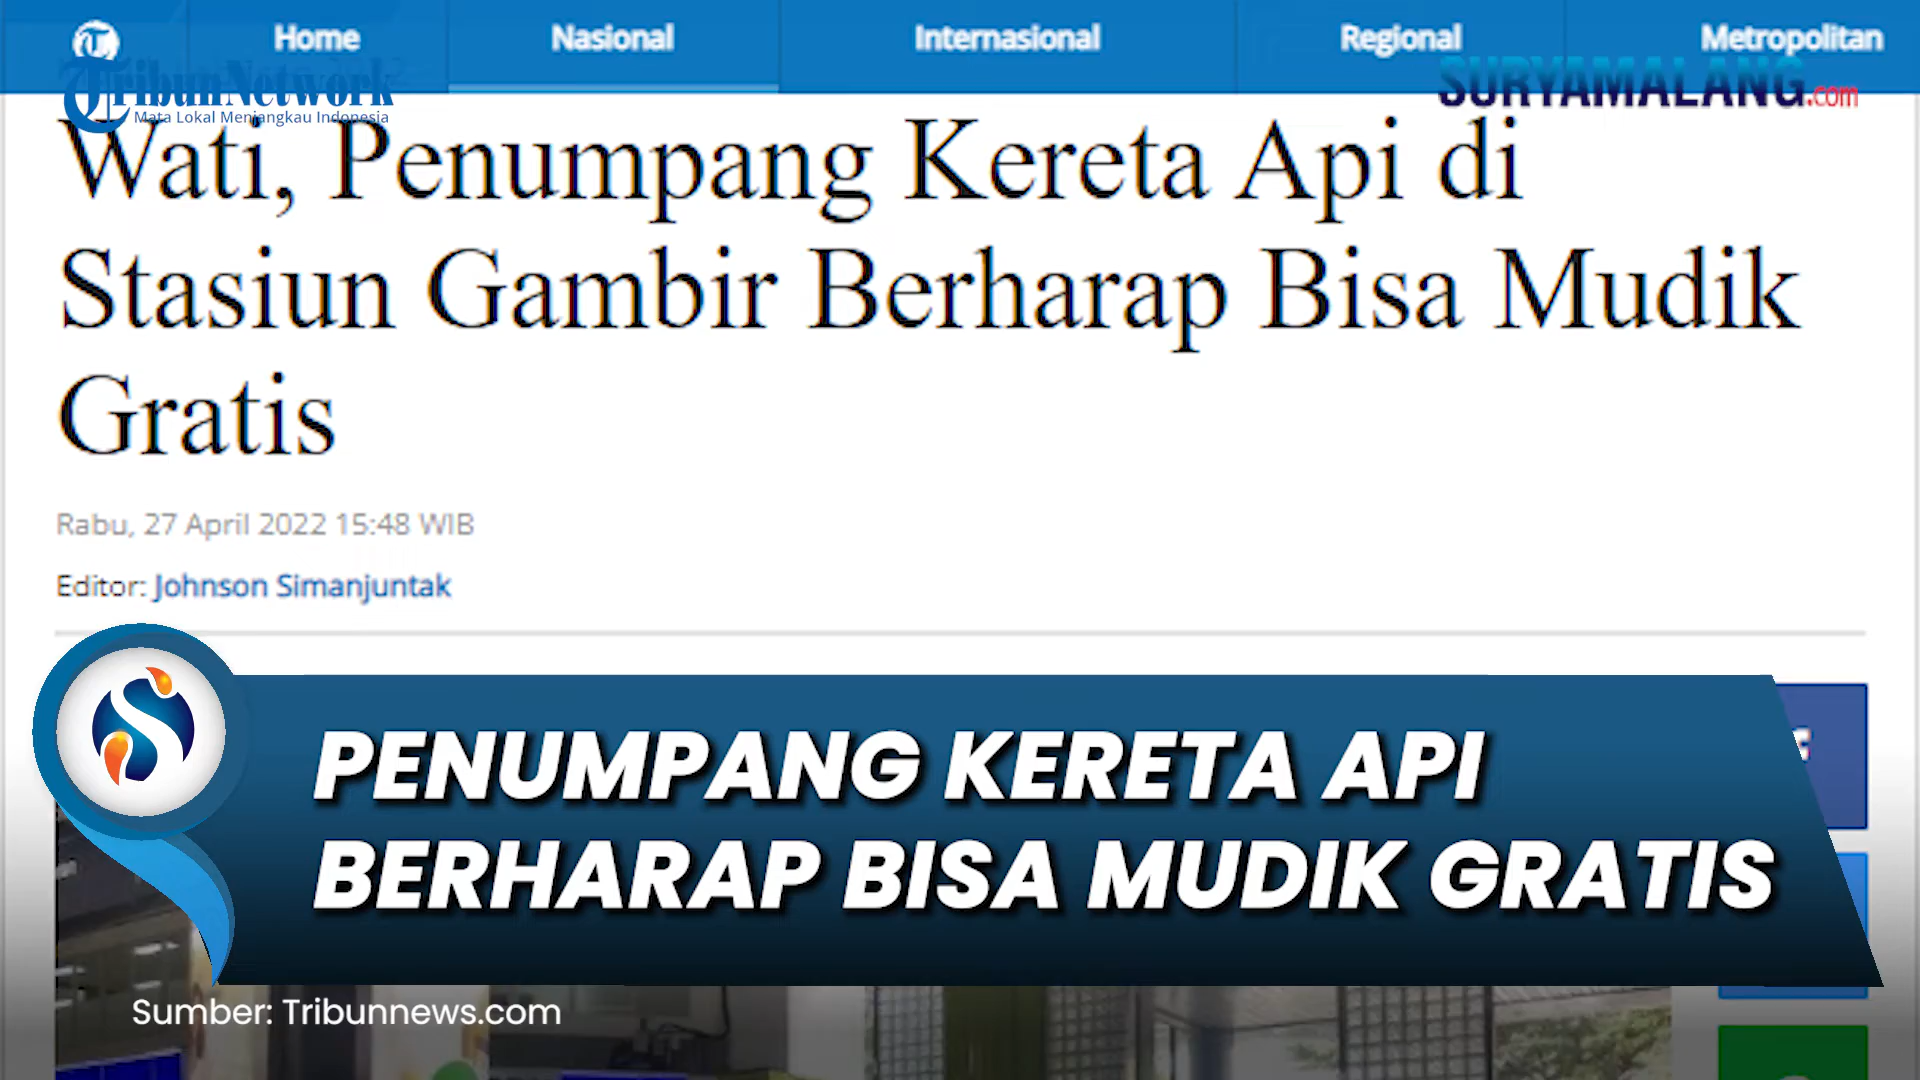 Home Nasional Internasional Regional Metropolitan
TribunNetwork
Mata Lokal Menjangkau Indonesia
SURYAMALANG.com
Wati, Penumpang Kereta Api di
Stasiun Gambir Berharap Bisa Mudik
Gratis
Rabu, 27 April 2022 15:48 WIB
Editor: Johnson Simanjuntak
PENUMPANG KERETA API
BERHARAP BISA MUDIK GRATIS
Sumber: Tribunnews.com